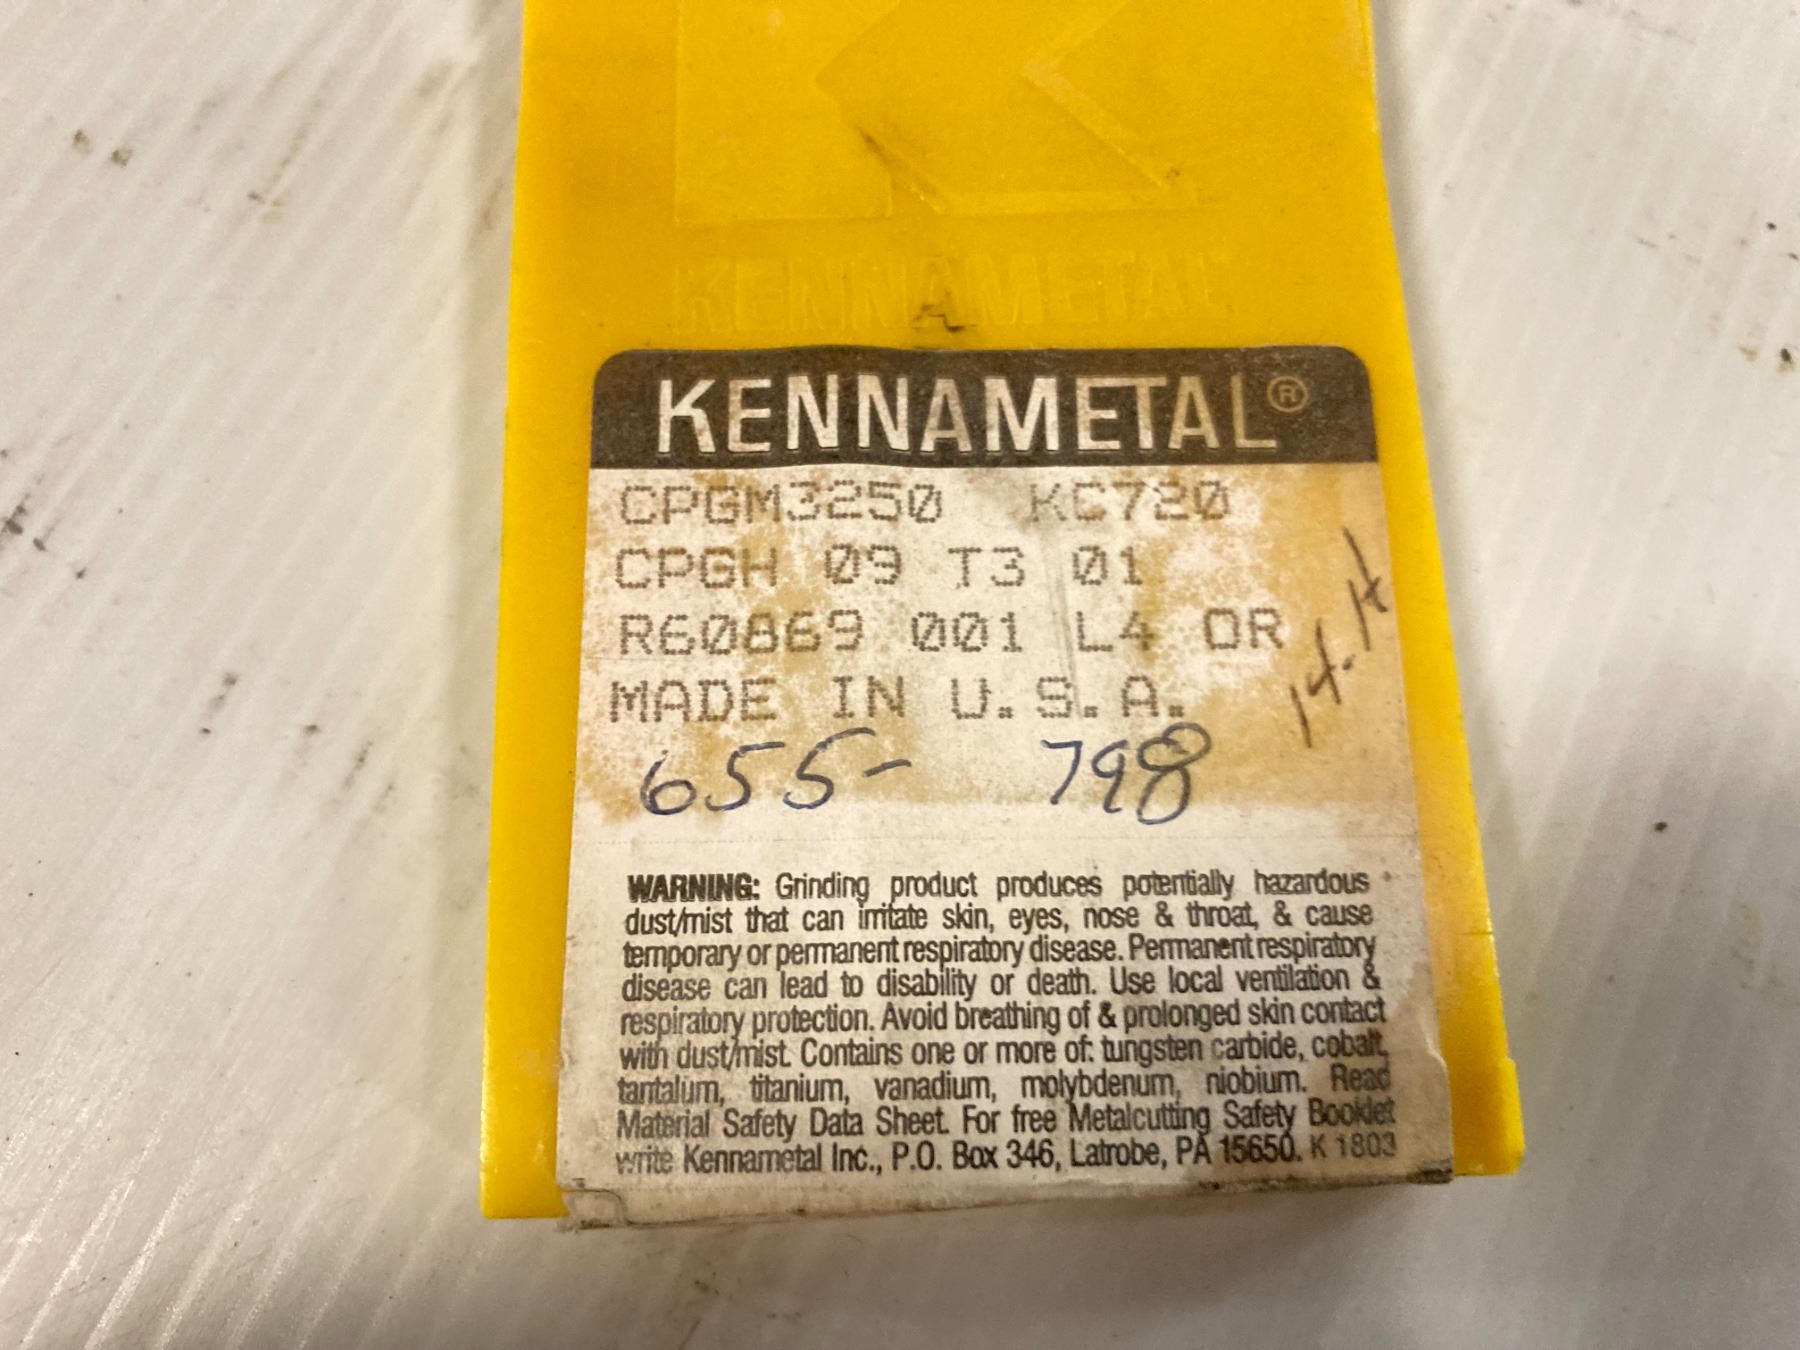 KENNAMETAL
KENNAMETAL®
CPGM3250 KC720
CPGH 09 T3 01
R60869 001 L4 OR
MADE IN U.S.A.
655- 798
WARNING: Grinding product produces potentially hazardous
dust/mist that can irritate skin, eyes, nose & throat, & cause
temporary or permanent respiratory disease. Permanent respiratory
disease can lead to disability or death. Use local ventilation &
respiratory protection. Avoid breathing of & prolonged skin contact
with dust/mist. Contains one or more of: tungsten carbide, cobalt,
tantalum, titanium, vanadium, molybdenum, niobium. Read
Material Safety Data Sheet. For free Metalcutting Safety Booklet
write Kennametal Inc., P.O. Box 346, Latrobe, PA 15650. K 1803